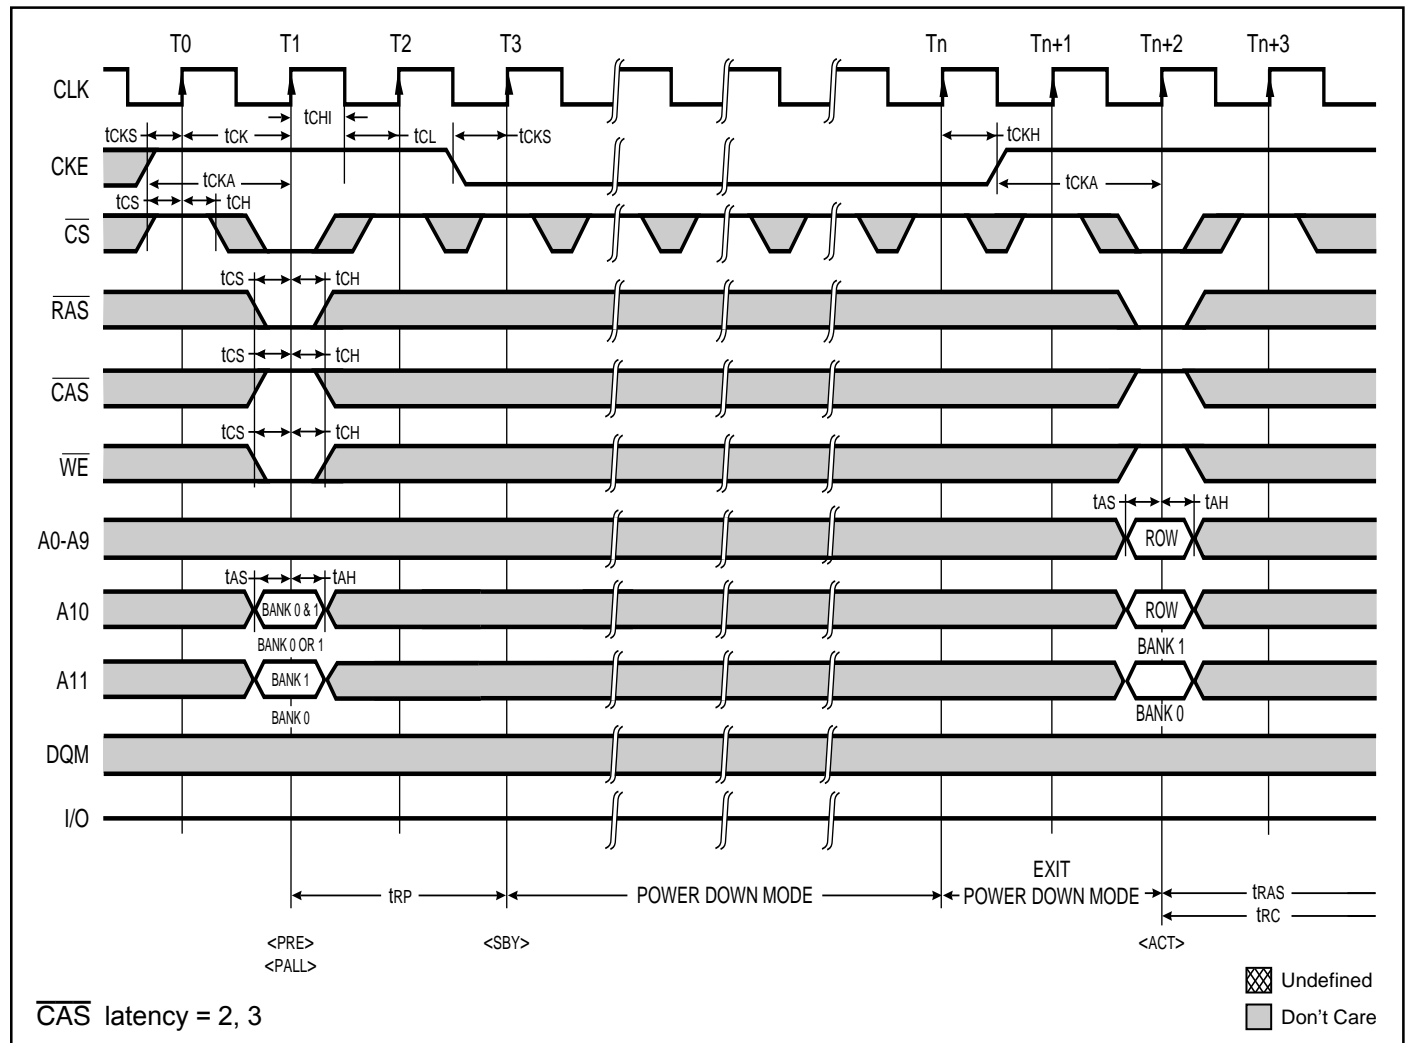 T0 T1 T2 T3 Tn Tn+1 Tn+2 Tn+3
CLK
tCHI
tCKS tCK tCL tCKS tCKH
CKE
tCKA tCKA
tCS tCH
CS
tCS tCH
RAS
tCS tCH
CAS
tCS tCH
WE
tAS tAH
A0-A9 ROW
tAS tAH
A10 BANK 0 & 1 ROW
BANK 0 OR 1 BANK 1
A11 BANK 1
BANK 0 BANK 0
DQM
I/O
EXIT
tRP POWER DOWN MODE POWER DOWN MODE tRAS
tRC
<PRE> <SBY> <ACT>
<PALL>
Undefined
CAS latency = 2, 3
Don't Care